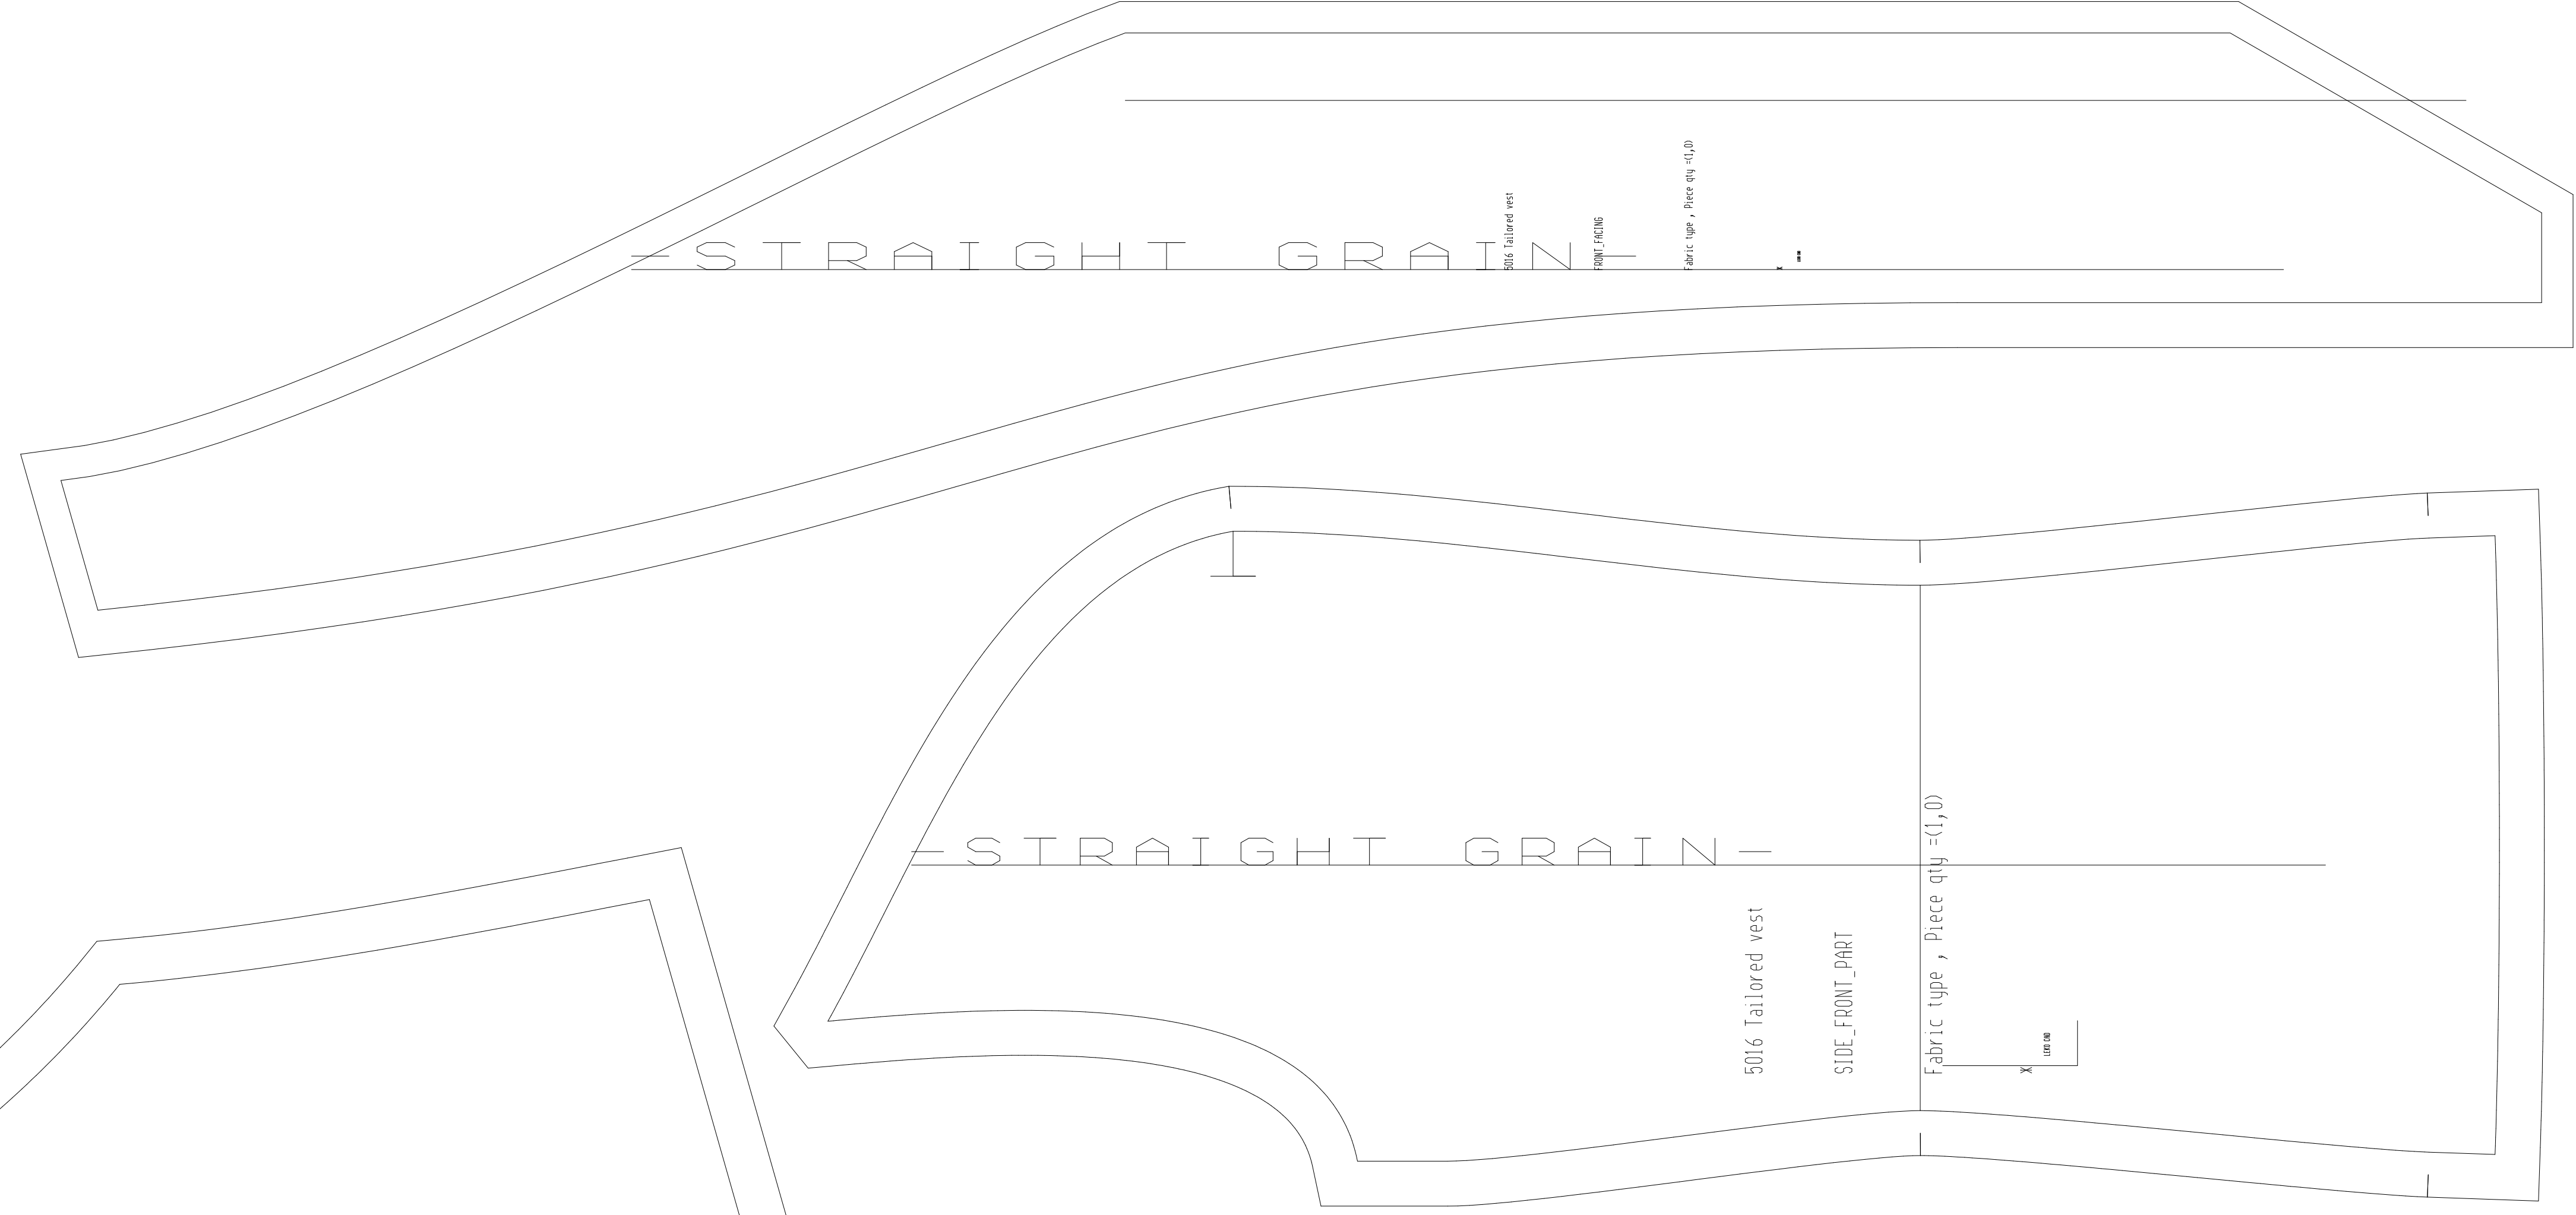 -STRAIGHT GRAIN-
5016 Tailored vest
FRONT_FACING
Fabric type , Piece qty =(1,0)
-STRAIGHT GRAIN-
5016 Tailored vest
SIDE_FRONT_PART
Fabric type , Piece qty =(1,0)